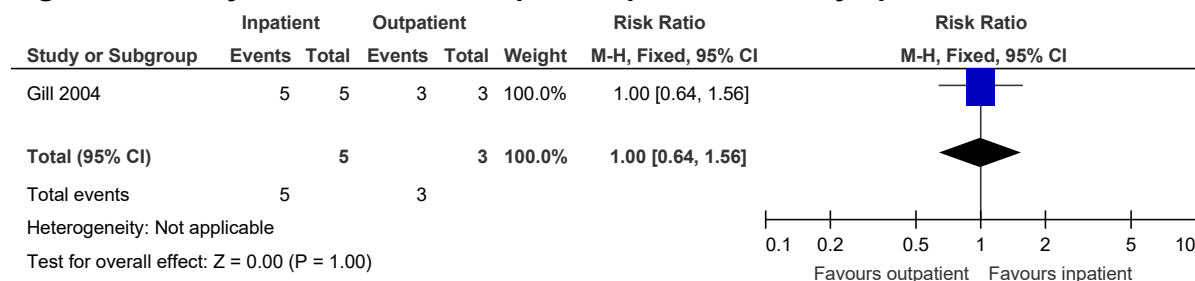 Inpatient Outpatient Risk Ratio Risk Ratio
Study or Subgroup Events Total Events Total Weight M-H, Fixed, 95% CI M-H, Fixed, 95% CI
Gill 2004 5 5 3 3 100.0% 1.00 [0.64, 1.56]
Total (95% CI) 5 3 100.0% 1.00 [0.64, 1.56]
Total events 5 3
Heterogeneity: Not applicable
Test for overall effect: Z = 0.00 (P = 1.00)
0.1 0.2 0.5 1 2 5 10
Favours outpatient Favours inpatient